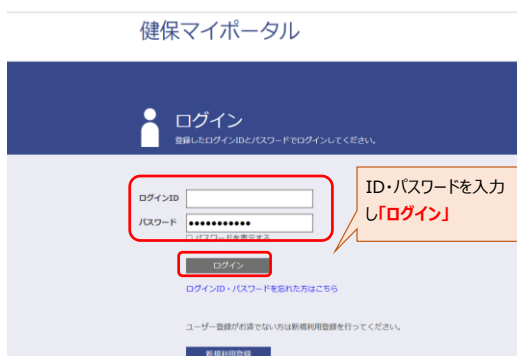 健保マイポータル
ログイン
登録したログインIDとパスワードでログインしてください。
ID・パスワードを入力
し「ログイン」
ログインID
パスワード ●●●●●●●●●●●
□ パスワードを表示する
ログイン
ログインID・パスワードを忘れた方はこちら
ユーザー登録がお済でない方は新規利用登録を行ってください。
新規利用登録